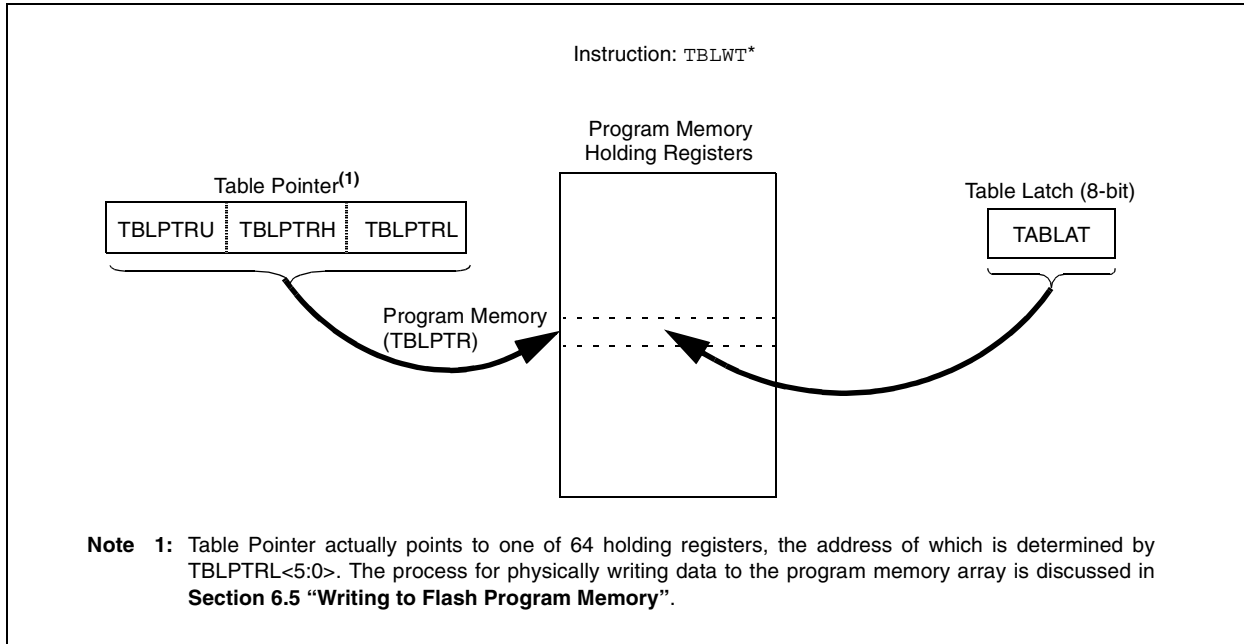 Instruction: TBLWT*
Program Memory
Holding Registers
Table Pointer(1)
Table Latch (8-bit)
TBLPTRU TBLPTRH TBLPTRL
TABLAT
Program Memory
(TBLPTR)
Note 1: Table Pointer actually points to one of 64 holding registers, the address of which is determined by
TBLPTRL<5:0>. The process for physically writing data to the program memory array is discussed in
Section 6.5 “Writing to Flash Program Memory”.